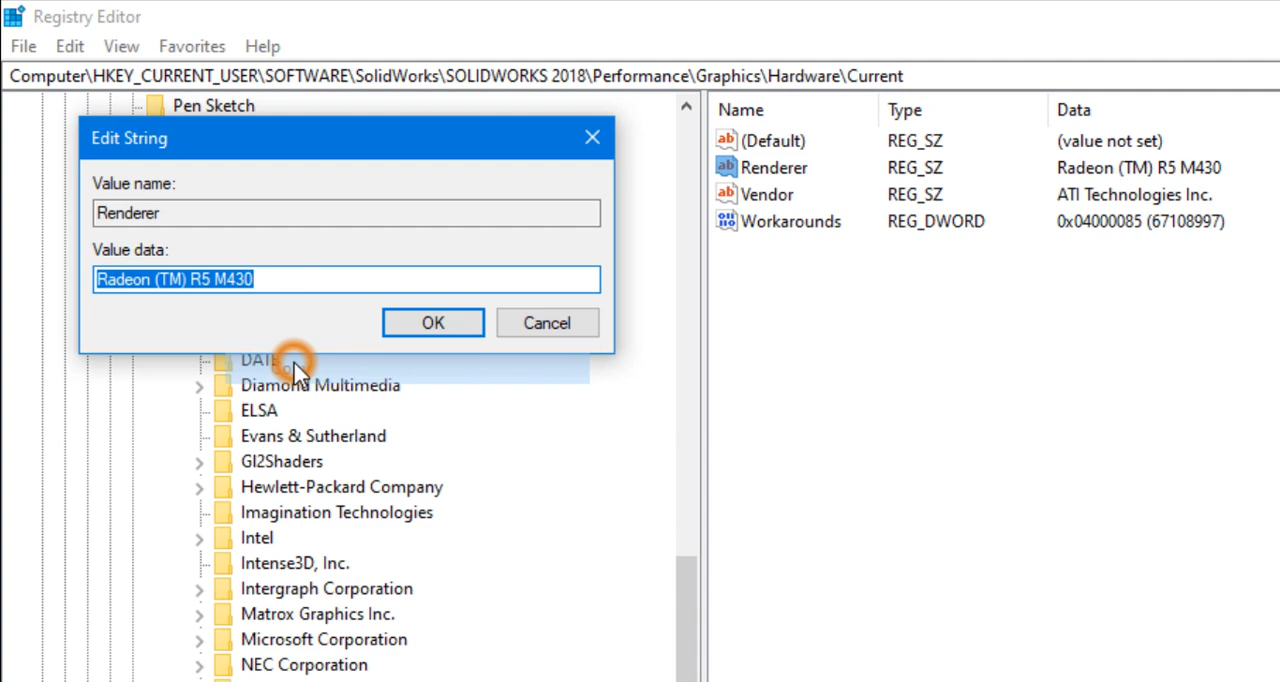 Registry Editor
File Edit View Favorites Help
Computer\HKEY_CURRENT_USER\SOFTWARE\SolidWorks\SOLIDWORKS 2018\Performance\Graphics\Hardware\Current
Pen Sketch
Edit String
Value name:
Renderer
Value data:
Radeon (TM) R5 M430
OK Cancel
Diamond Multimedia
ELSA
Evans & Sutherland
Gl2Shaders
Hewlett-Packard Company
Imagination Technologies
Intel
Intense3D, Inc.
Intergraph Corporation
Matrox Graphics Inc.
Microsoft Corporation
NEC Corporation
Name Type Data
(Default) REG_SZ (value not set)
Renderer REG_SZ Radeon (TM) R5 M430
Vendor REG_SZ ATI Technologies Inc.
Workarounds REG_DWORD 0x04000085 (67108997)